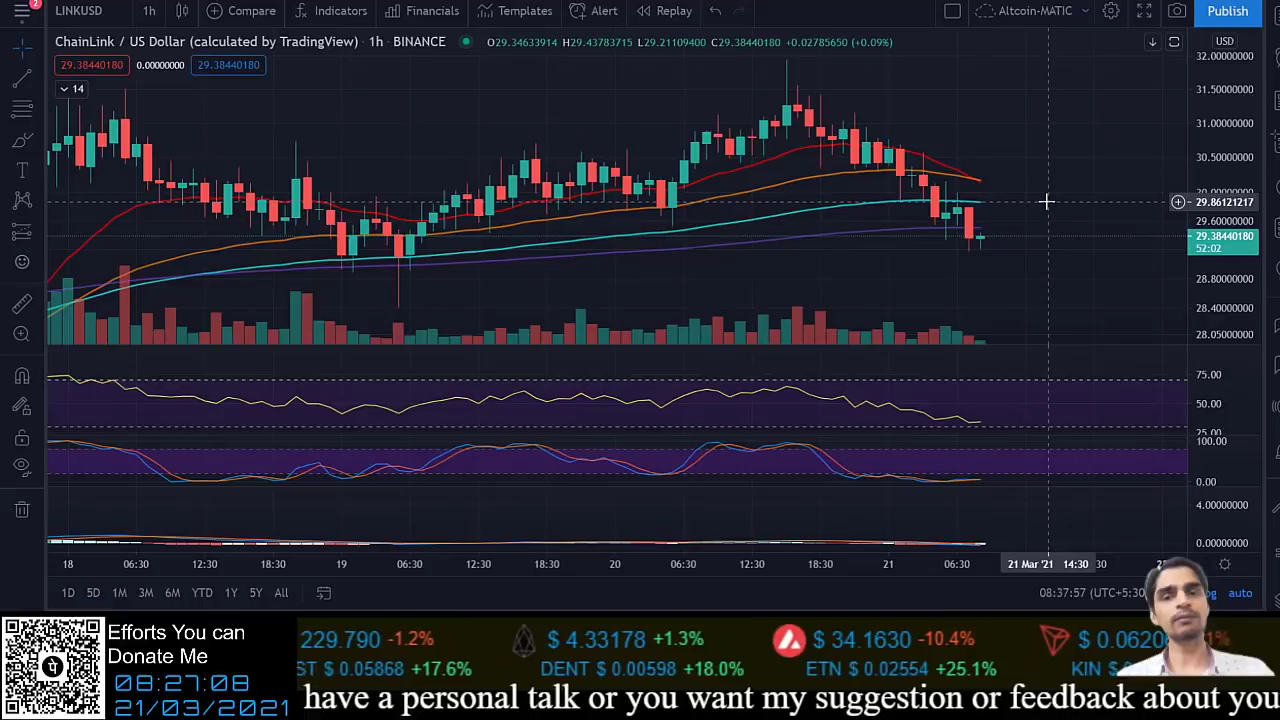 2
LINKUSD 1h Compare Indicators Financials Templates Alert Replay Altcoin-MATIC Publish
ChainLink / US Dollar (calculated by TradingView) 1h BINANCE O29.34633914 H29.43783715 L29.21109400 C29.38440180 +0.02785650 (+0.09%)
29.38440180 0.00000000 29.38440180
14
USD
32.00000000
31.50000000
31.00000000
30.50000000
20.00000000
29.86121217
29.60000000
29.38440180
52:02
28.80000000
28.40000000
28.05000000
75.00
50.00
25.00
100.00
0.00
4.00000000
0.00000000
18 06:30 12:30 18:30 19 06:30 12:30 18:30 20 06:30 12:30 18:30 21 06:30 21 Mar '21 14:30 :30
1D 5D 1M 3M 6M YTD 1Y 5Y All 08:37:57 (UTC+5:30 auto
Efforts You can
Donate Me
08:27:08
21/03/2021
229.790 -1.2% $ 4.33178 +1.3% $ 34.1630 -10.4%
ST $ 0.05868 +17.6% DENT $ 0.00598 +18.0% ETN $ 0.02554 +25.1% KIN
have a personal talk or you want my suggestion or feedback about you